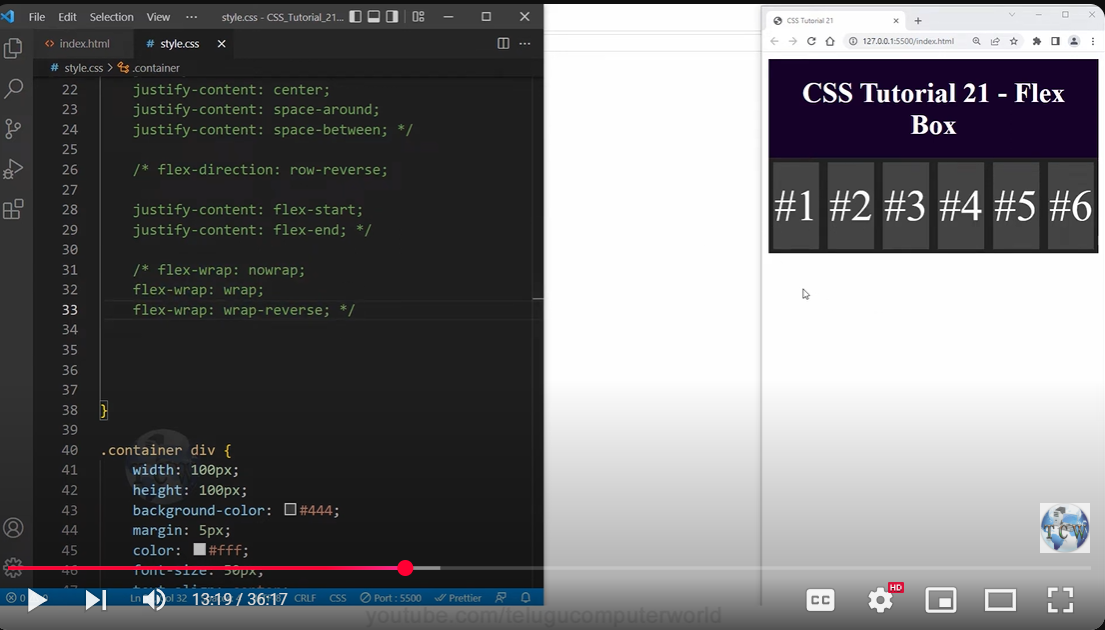 File Edit Selection View ··· style.css - CSS_Tutorial_21...
index.html # style.css
# style.css > .container
22 justify-content: center;
23 justify-content: space-around;
24 justify-content: space-between; */
25
26 /* flex-direction: row-reverse;
27
28 justify-content: flex-start;
29 justify-content: flex-end; */
30
31 /* flex-wrap: nowrap;
32 flex-wrap: wrap;
33 flex-wrap: wrap-reverse; */
34
35
36
37
38 }
39
40 .container div {
41 width: 100px;
42 height: 100px;
43 background-color: #444;
44 margin: 5px;
45 color: #fff;
46 font-size: 50px;
CRLF CSS Port : 5500 Prettier
CSS Tutorial 21
127.0.0.1:5500/index.html
CSS Tutorial 21 - Flex
Box
#1 #2 #3 #4 #5 #6
TCW
13:19 / 36:17
CC HD
youtube.com/telugucomputerworld